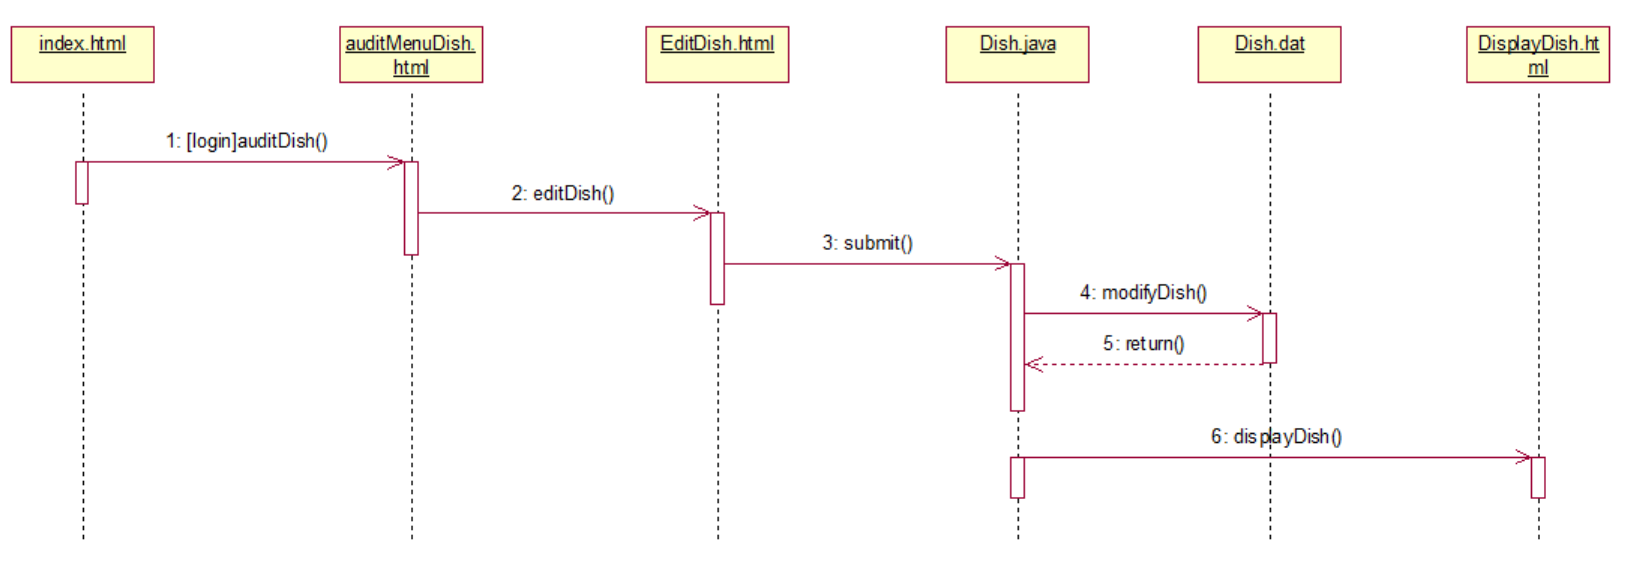 index.html
auditMenuDish.
html
EditDish.html
Dish.java
Dish.dat
DisplayDish.ht
ml
1: [login]auditDish()
2: editDish()
3: submit()
4: modifyDish()
5: return()
6: displayDish()